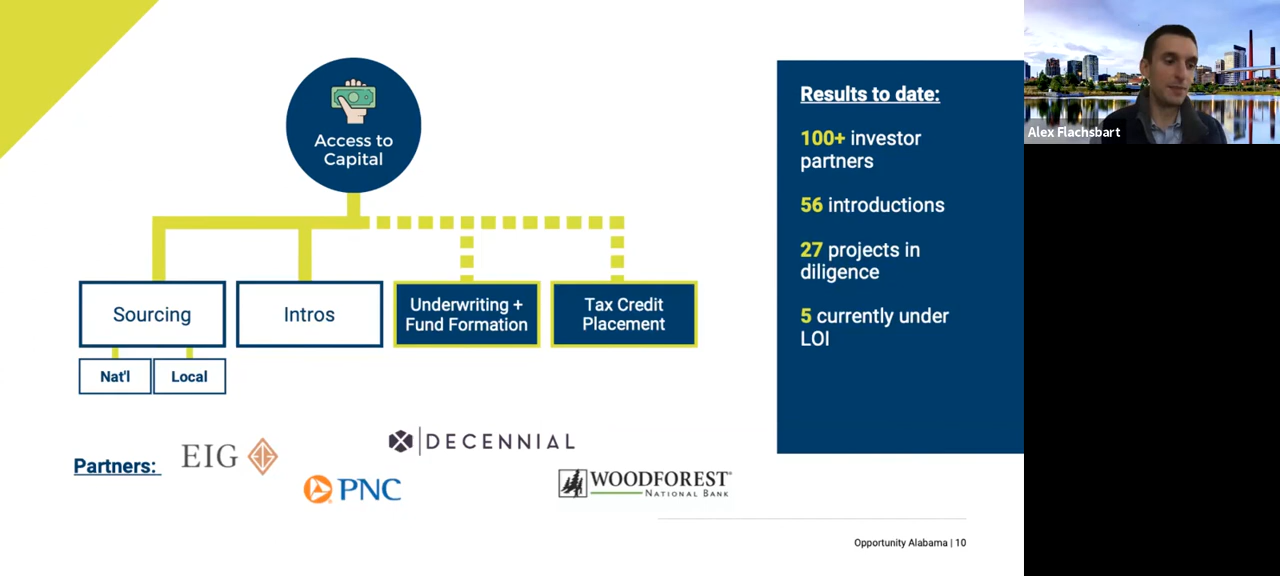 Access to
Capital
Sourcing
Intros
Underwriting +
Fund Formation
Tax Credit
Placement
Nat'l
Local
Partners:
EIG
DECENNIAL
PNC
WOODFOREST
NATIONAL BANK
Results to date:
100+ investor
partners
56 introductions
27 projects in
diligence
5 currently under
LOI
Opportunity Alabama | 10
Alex Flachsbart